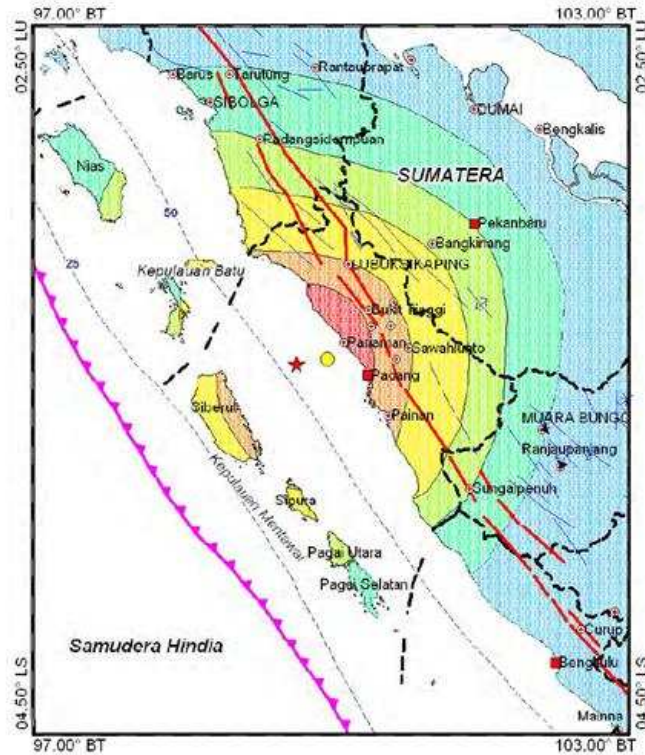 97.00° BT
103.00° BT
02.50° LU
02.50° LU
Barus
Tarutung
Rantauprapat
SIBOLGA
DUMAI
Bengkalis
Padangsidempuan
Nias
SUMATERA
50
Pekanbaru
Bangkinang
25
Kepulauan Batu
LUBUKSIKAPING
Bukit Tinggi
Pariaman
Sawahlunto
Padang
Siberut
Painan
MUARA BUNGO
Ranjaupanjang
Kepulauan Mentawai
Sipura
Sungaipenuh
Pagai Utara
Pagai Selatan
Samudera Hindia
Curup
Bengkulu
04.50° LS
04.50° LS
Manna
97.00° BT
103.00° BT